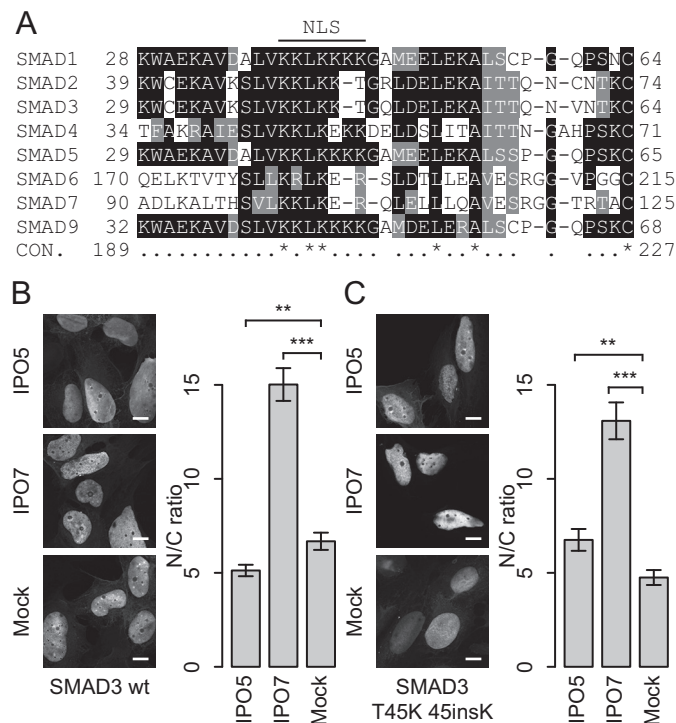 A
NLS
SMAD1 28 KWAEKAVDALVKKLKKKKGAMEELEKALSCP-G-QPSNC 64
SMAD2 39 KWCEKAVKSLVKKLKK-TGRLDELEKAITTQ-N-CNTKC 74
SMAD3 29 KWCEKAVKSLVKKLKK-TGQLDELEKAITTQ-N-VNTKC 64
SMAD4 34 TFAKRAIESLVKKLKEKKDELDSLITAITTN-GAHPSKC 71
SMAD5 29 KWAEKAVDALVKKLKKKKGAMEELEKALSSP-G-QPSKC 65
SMAD6 170 QELKTVTYSLLKRLKE-R-SLDTLLEAVESRGG-VPGGC 215
SMAD7 90 ADLKALTHSVLKKLKE-R-QLELLLQAVESRGG-TRTAC 125
SMAD9 32 KWAEKAVDSLVKKLKKKKGAMDELERALSCP-G-QPSKC 68
CON. 189 ...........*.**........*..*.... . ....* 227
B
IPO5
IPO7
Mock
SMAD3 wt
**
***
N/C ratio
0
5
10
15
IPO5
IPO7
Mock
C
IPO5
IPO7
Mock
SMAD3
T45K 45insK
**
***
N/C ratio
0
5
10
15
IPO5
IPO7
Mock